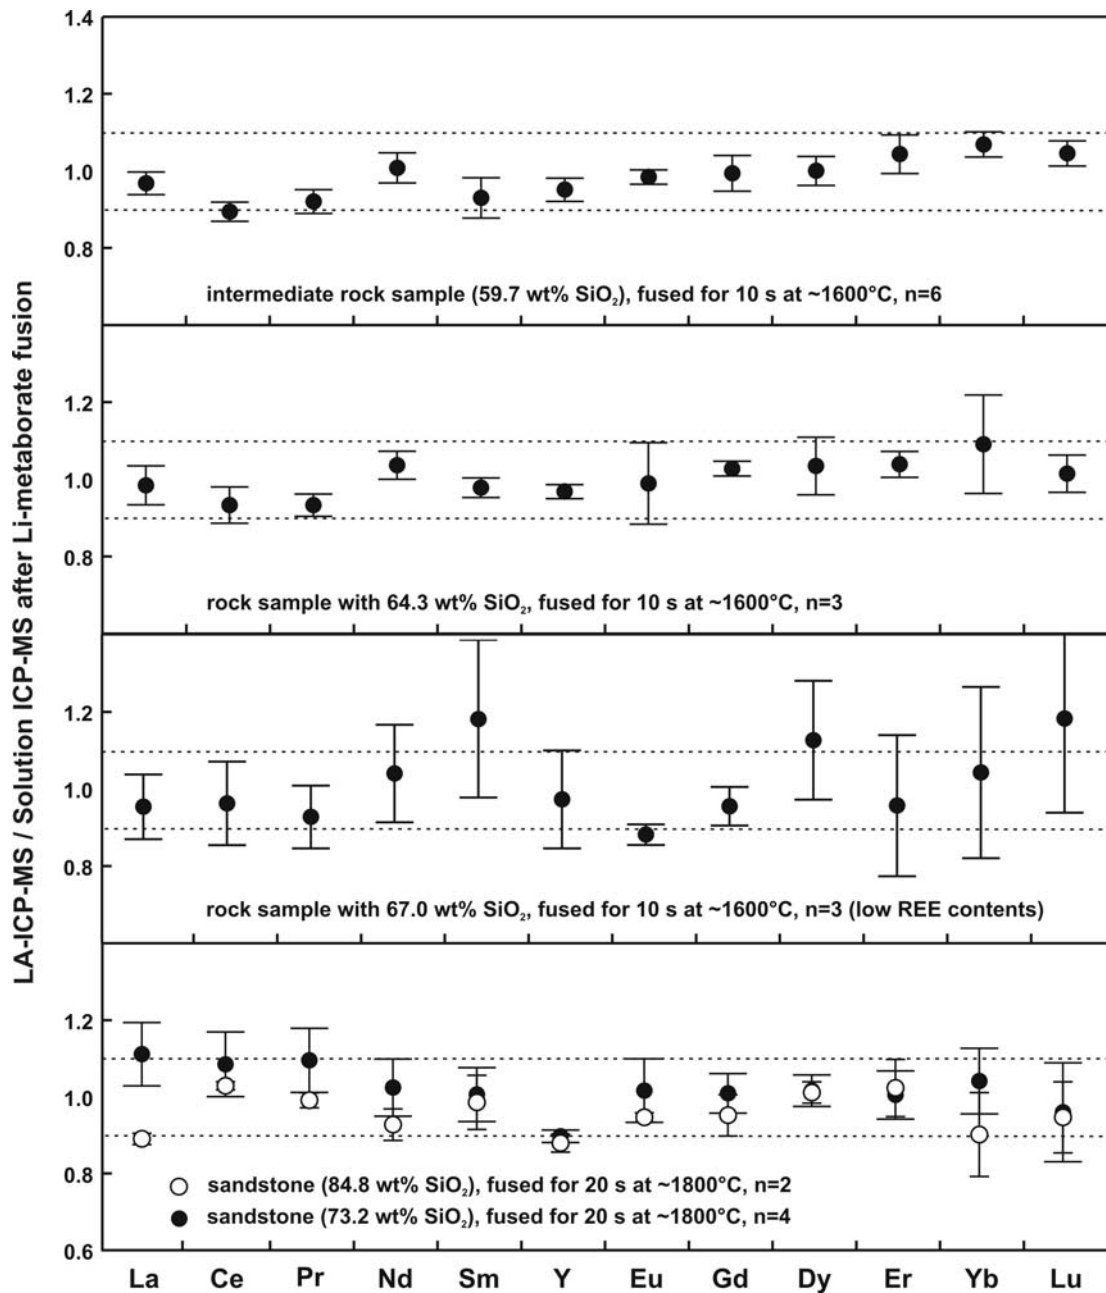 LA-ICP-MS / Solution ICP-MS after Li-metaborate fusion
1.4
1.2
1.0
0.8
intermediate rock sample (59.7 wt% SiO₂), fused for 10 s at ~1600°C, n=6
1.2
1.0
0.8
rock sample with 64.3 wt% SiO₂, fused for 10 s at ~1600°C, n=3
1.2
1.0
0.8
rock sample with 67.0 wt% SiO₂, fused for 10 s at ~1600°C, n=3 (low REE contents)
1.2
1.0
0.8
sandstone (84.8 wt% SiO₂), fused for 20 s at ~1800°C, n=2
sandstone (73.2 wt% SiO₂), fused for 20 s at ~1800°C, n=4
0.6
La Ce Pr Nd Sm Y Eu Gd Dy Er Yb Lu